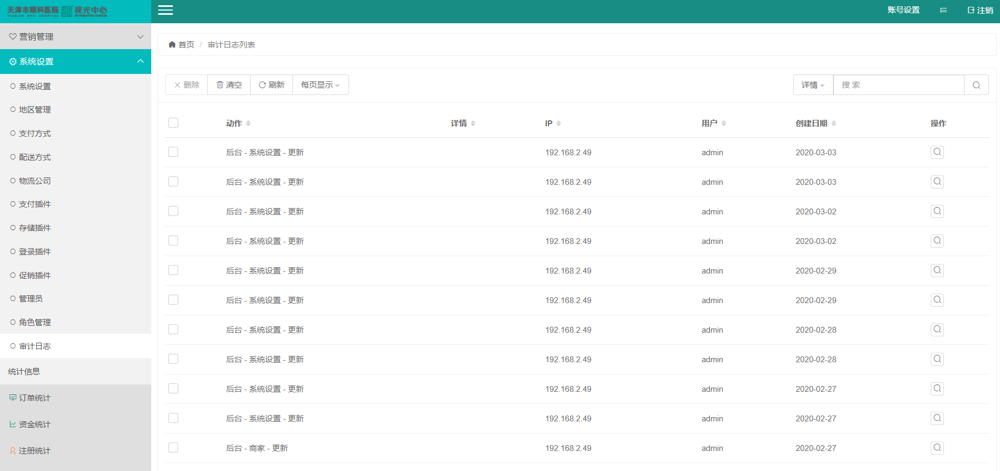 天津市眼科医院 视光中心
TIANJIN EYE HOSPITAL OPTOMETRIC CENTER
账号设置 注销
营销管理
系统设置
系统设置
地区管理
支付方式
配送方式
物流公司
支付插件
存储插件
登录插件
促销插件
管理员
角色管理
审计日志
统计信息
订单统计
资金统计
注册统计
首页 / 审计日志列表
删除 清空 刷新 每页显示 详情 搜 索
动作 详情 IP 用户 创建日期 操作
后台 - 系统设置 - 更新 192.168.2.49 admin 2020-03-03
后台 - 系统设置 - 更新 192.168.2.49 admin 2020-03-03
后台 - 系统设置 - 更新 192.168.2.49 admin 2020-03-02
后台 - 系统设置 - 更新 192.168.2.49 admin 2020-03-02
后台 - 系统设置 - 更新 192.168.2.49 admin 2020-02-29
后台 - 系统设置 - 更新 192.168.2.49 admin 2020-02-29
后台 - 系统设置 - 更新 192.168.2.49 admin 2020-02-28
后台 - 系统设置 - 更新 192.168.2.49 admin 2020-02-28
后台 - 系统设置 - 更新 192.168.2.49 admin 2020-02-27
后台 - 系统设置 - 更新 192.168.2.49 admin 2020-02-27
后台 - 商家 - 更新 192.168.2.49 admin 2020-02-27